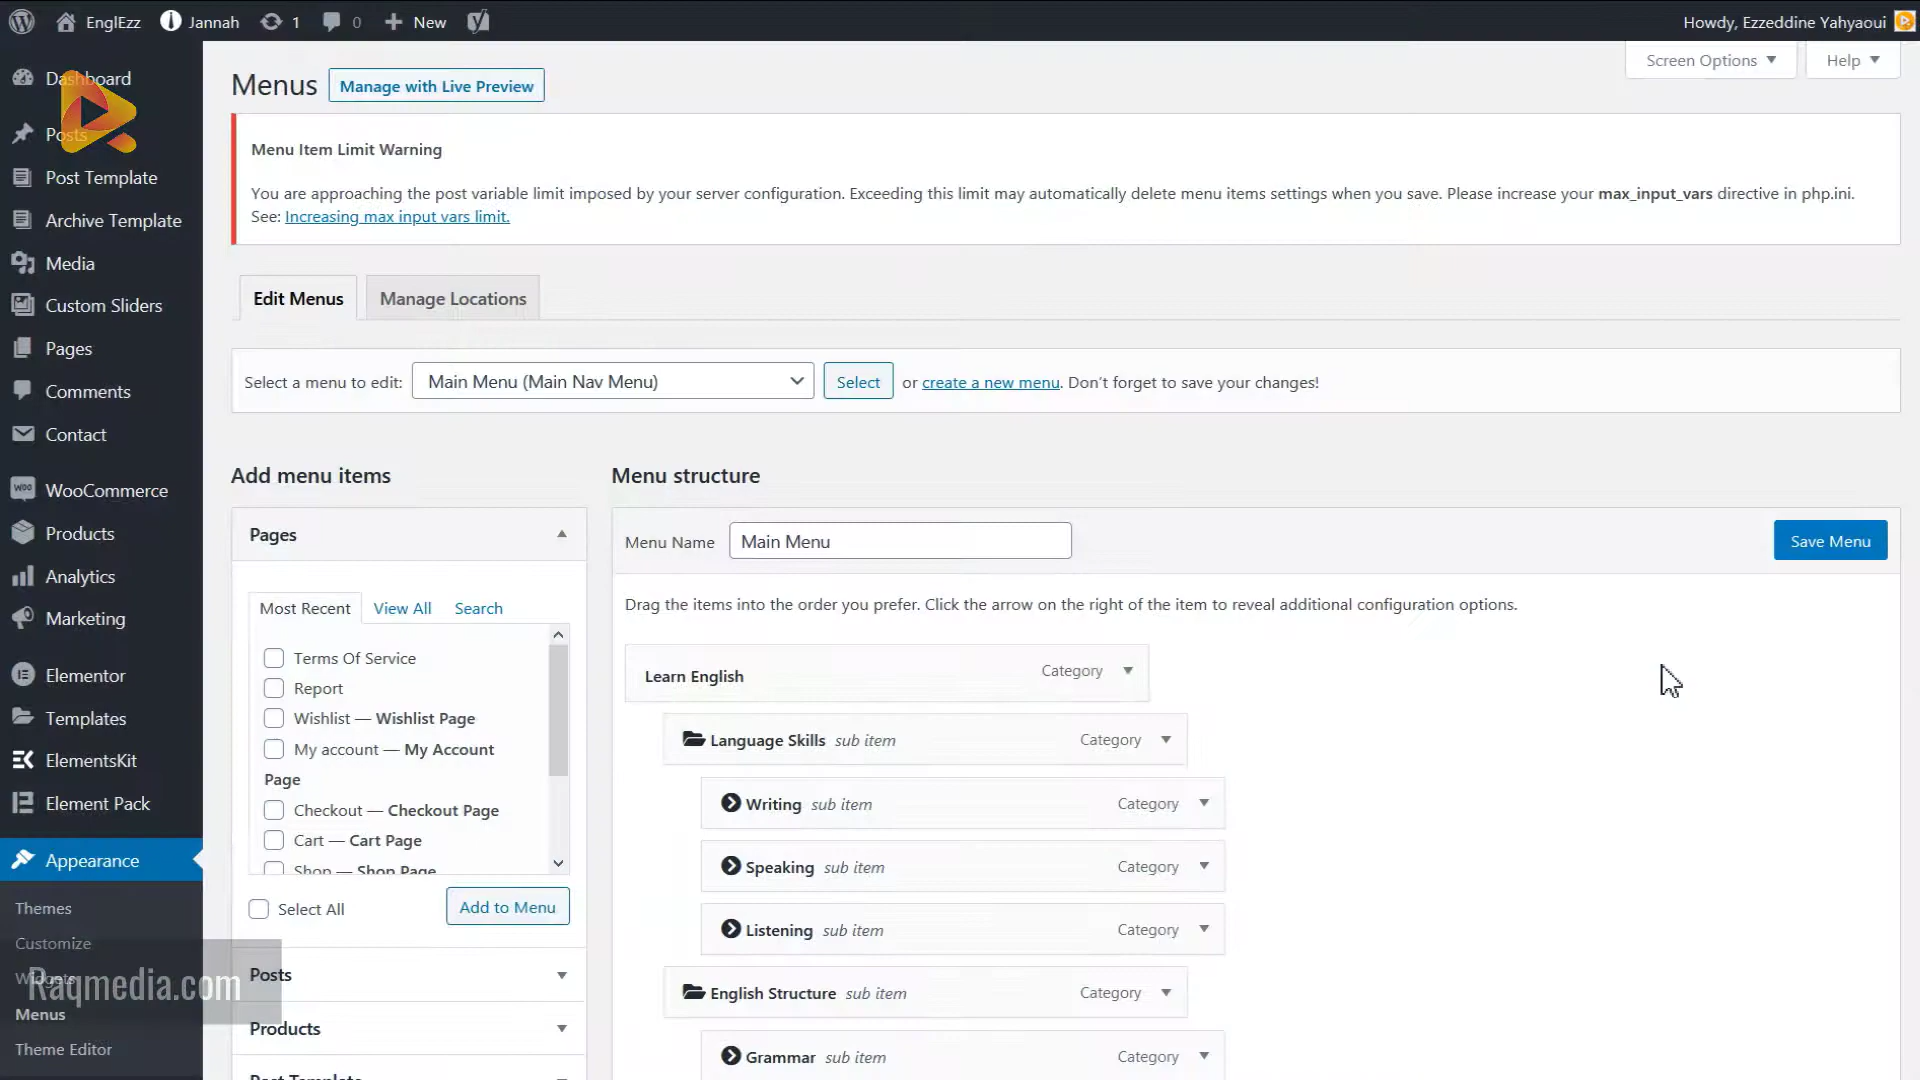 EnglEzz
Jannah
1
0
New
Howdy, Ezzeddine Yahyaoui
Dashboard
Posts
Post Template
Archive Template
Media
Custom Sliders
Pages
Comments
Contact
WooCommerce
Products
Analytics
Marketing
Elementor
Templates
ElementsKit
Element Pack
Appearance
Themes
Customize
Widgets
Raqmedia.com
Menus
Theme Editor
Screen Options
Help
Menus
Manage with Live Preview
Menu Item Limit Warning
You are approaching the post variable limit imposed by your server configuration. Exceeding this limit may automatically delete menu items settings when you save. Please increase your max_input_vars directive in php.ini.
See: Increasing max input vars limit.
Edit Menus
Manage Locations
Select a menu to edit: Main Menu (Main Nav Menu) Select or create a new menu. Don't forget to save your changes!
Add menu items
Pages
Most Recent View All Search
Terms Of Service
Report
Wishlist — Wishlist Page
My account — My Account
Page
Checkout — Checkout Page
Cart — Cart Page
Shop — Shop Page
Select All
Add to Menu
Posts
Products
Post Template
Menu structure
Menu Name Main Menu
Save Menu
Drag the items into the order you prefer. Click the arrow on the right of the item to reveal additional configuration options.
Learn English Category
Language Skills sub item Category
Writing sub item Category
Speaking sub item Category
Listening sub item Category
English Structure sub item Category
Grammar sub item Category